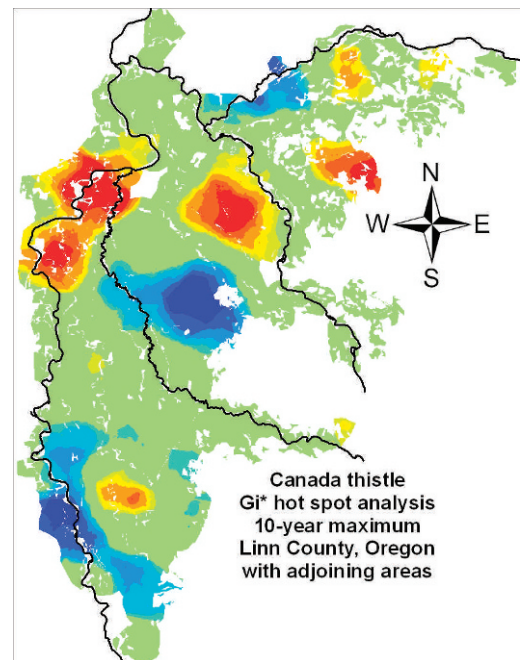 N
W E
S
Canada thistle
Gi* hot spot analysis
10-year maximum
Linn County, Oregon
with adjoining areas